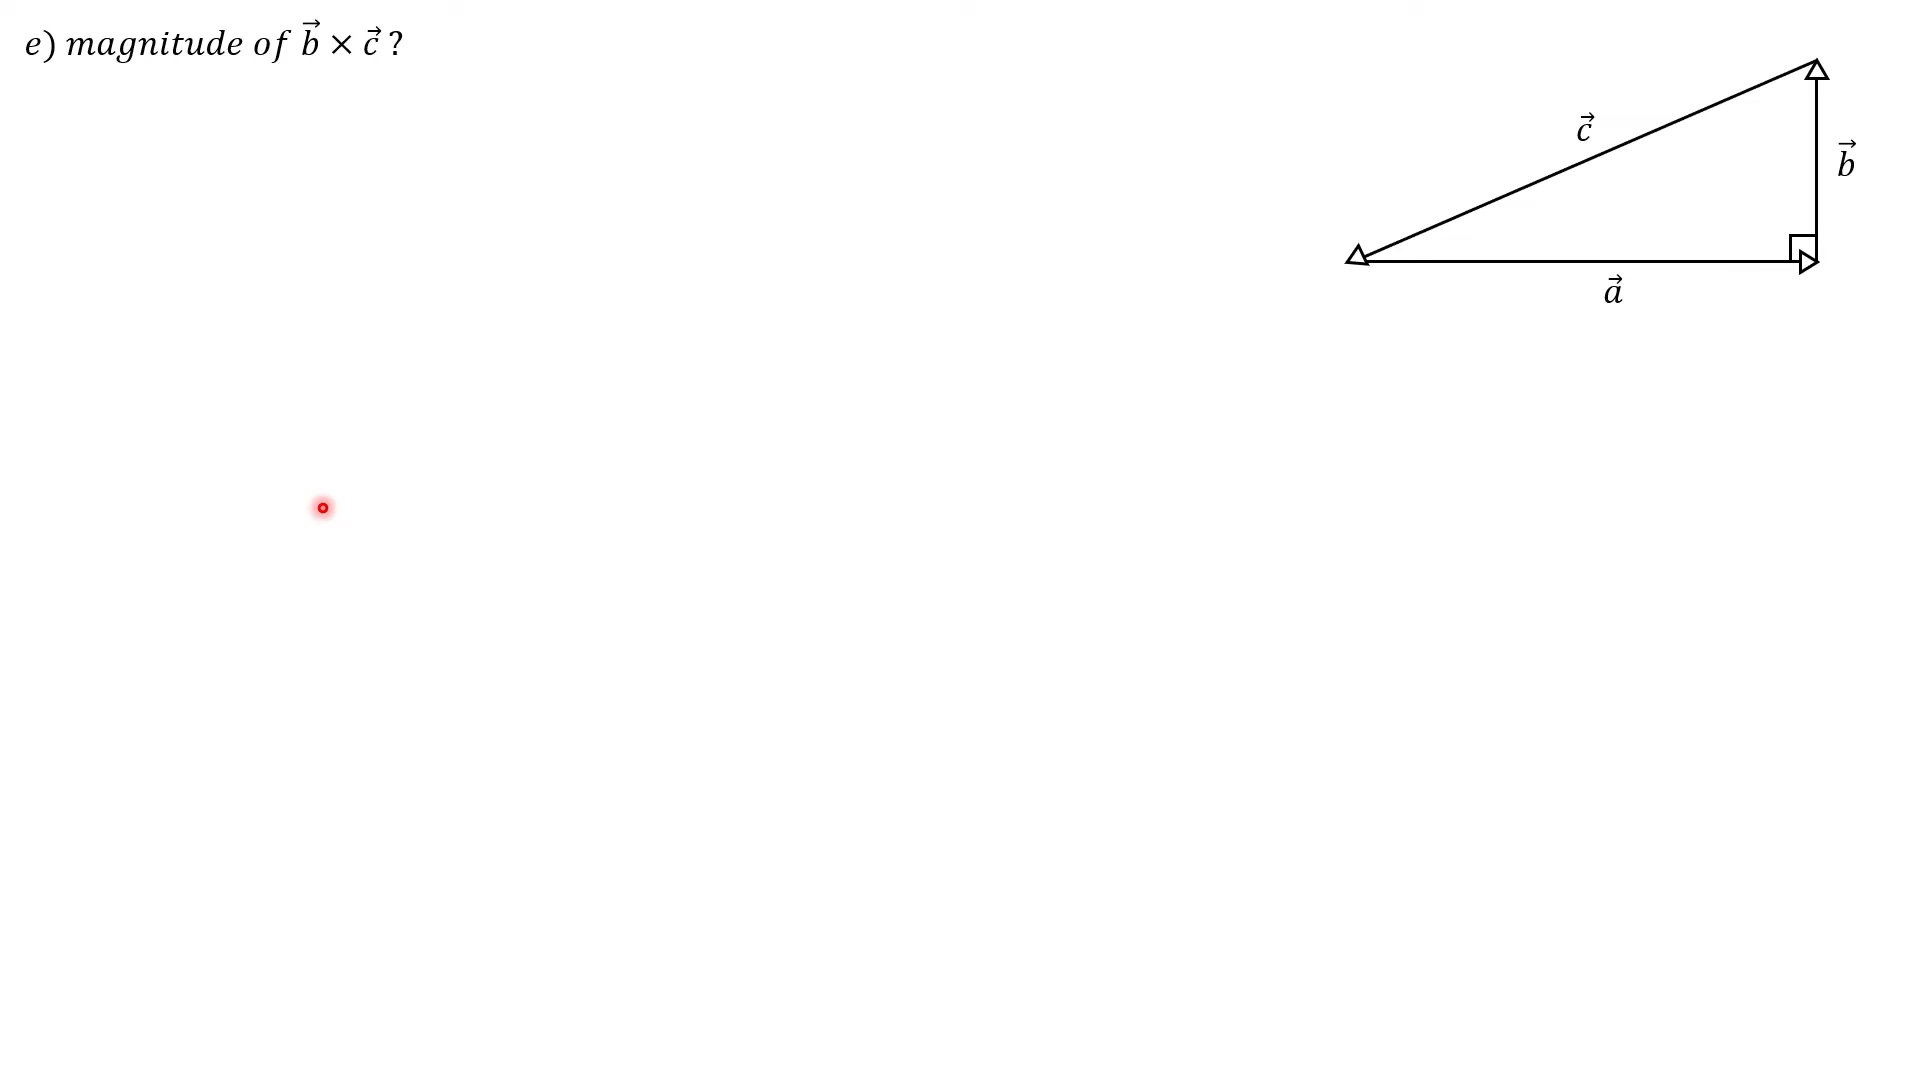 e) magnitude of b⃗ × c⃗ ?
c⃗
b⃗
a⃗